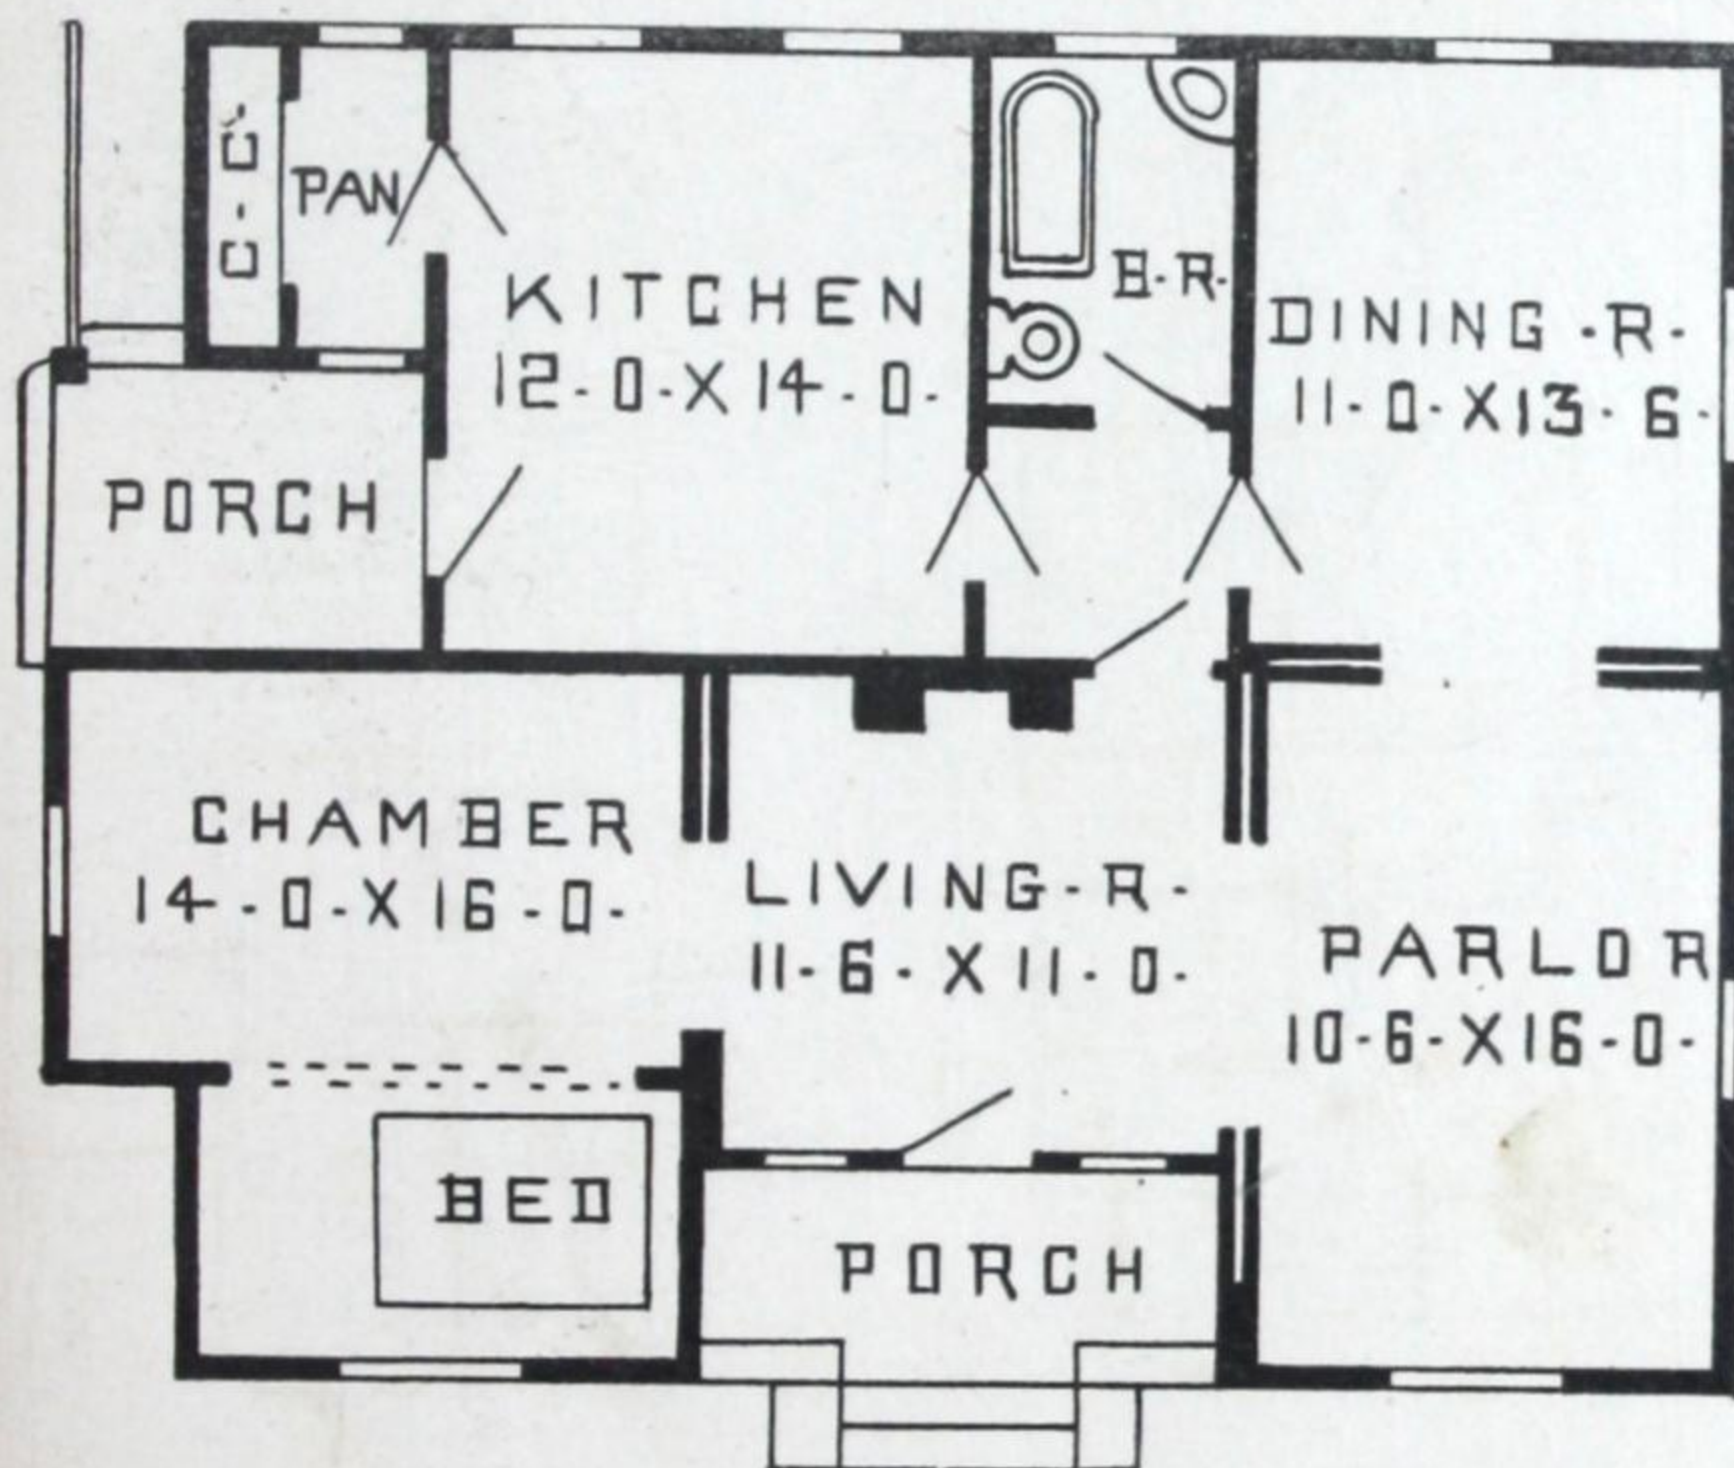 C-C-
PAN
KITCHEN
12-0-X14-0-
B-R-
DINING-R-
11-0-X13-6-
PORCH
CHAMBER
14-0-X16-0-
LIVING-R-
11-6-X11-0-
PARLOR
10-6-X16-0-
BED
PORCH